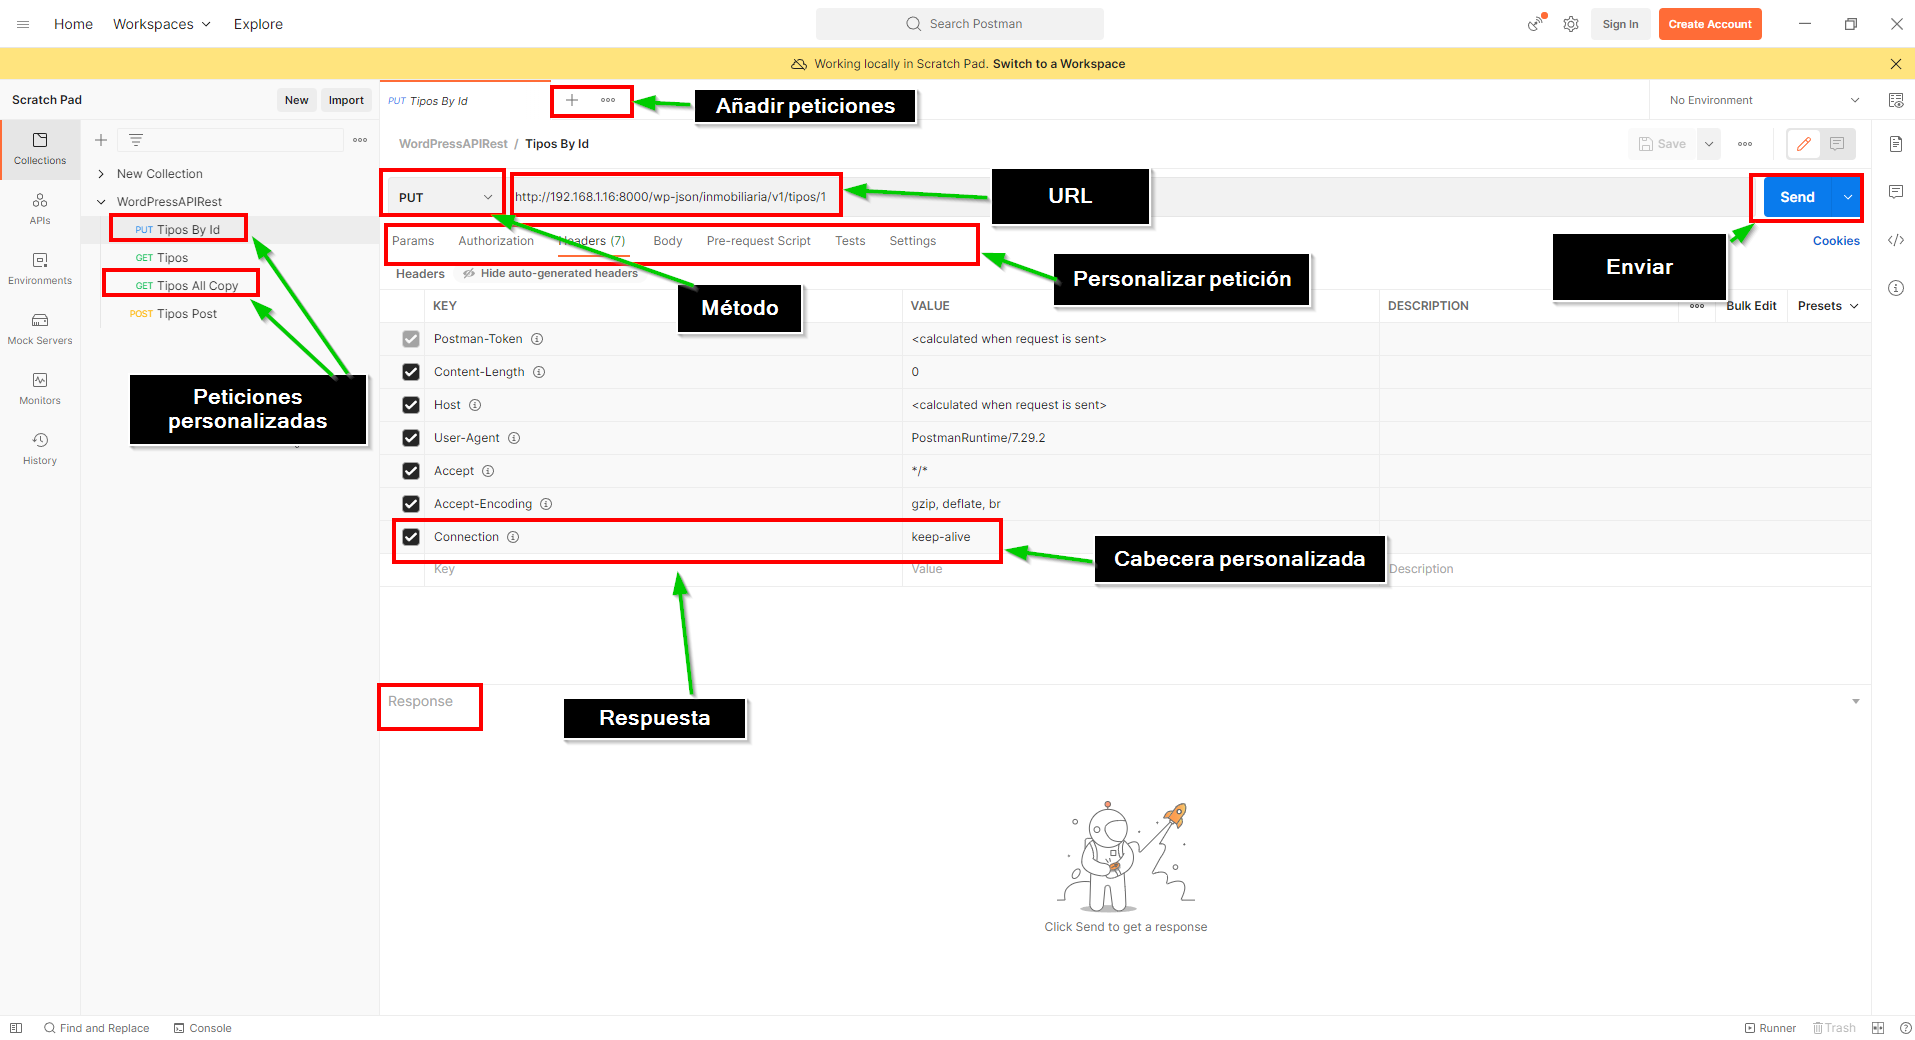 Home Workspaces Explore Search Postman Sign In Create Account
Working locally in Scratch Pad. Switch to a Workspace
Scratch Pad New Import
PUT Tipos By Id
Añadir peticiones
No Environment
WordPressAPIRest / Tipos By Id
Save
Collections
APIs
Environments
Mock Servers
Monitors
History
New Collection
WordPressAPIRest
PUT Tipos By Id
GET Tipos
GET Tipos All Copy
POST Tipos Post
Peticiones
personalizadas
PUT http://192.168.1.16:8000/wp-json/inmobiliaria/v1/tipos/1
URL
Send
Params Authorization Headers (7) Body Pre-request Script Tests Settings
Cookies
Enviar
Headers Hide auto-generated headers
Personalizar petición
Método
KEY VALUE DESCRIPTION Bulk Edit Presets
Postman-Token <calculated when request is sent>
Content-Length 0
Host <calculated when request is sent>
User-Agent PostmanRuntime/7.29.2
Accept */*
Accept-Encoding gzip, deflate, br
Connection keep-alive
Cabecera personalizada
Key Value Description
Response
Respuesta
Click Send to get a response
Find and Replace Console Runner Trash